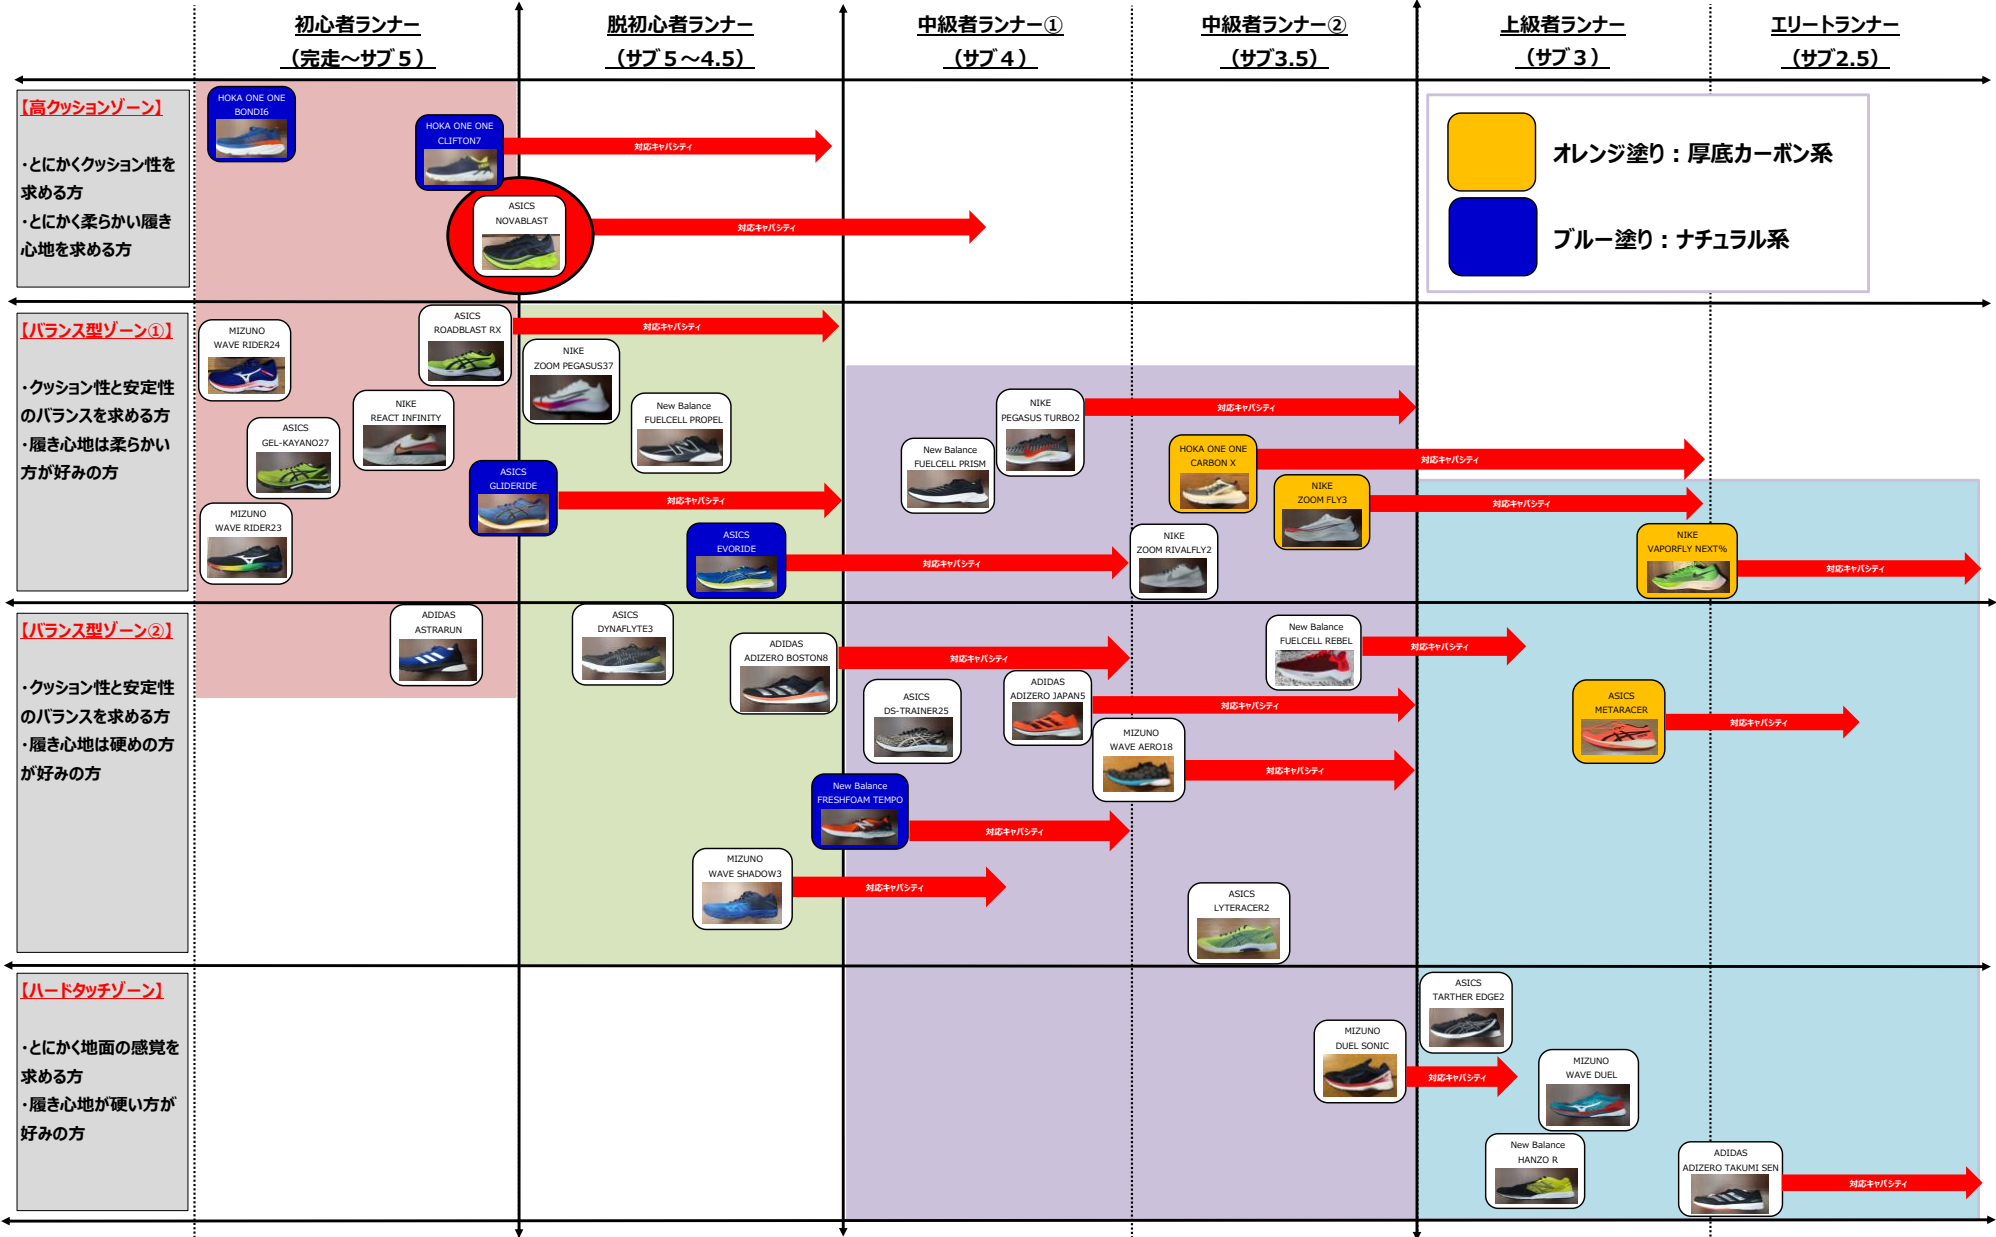 初心者ランナー
（完走～サブ５）
脱初心者ランナー
（サブ５～4.5）
中級者ランナー①
（サブ４）
中級者ランナー②
（サブ3.5）
上級者ランナー
（サブ３）
エリートランナー
（サブ2.5）
【高クッションゾーン】
・とにかくクッション性を
求める方
・とにかく柔らかい履き
心地を求める方
HOKA ONE ONE
BONDI6
HOKA ONE ONE
CLIFTON7
対応キャパシティ
ASICS
NOVABLAST
対応キャパシティ
オレンジ塗り：厚底カーボン系
ブルー塗り：ナチュラル系
【バランス型ゾーン①】
・クッション性と安定性
のバランスを求める方
・履き心地は柔らかい
方が好みの方
MIZUNO
WAVE RIDER24
ASICS
ROADBLAST RX
対応キャパシティ
NIKE
REACT INFINITY
ASICS
GEL-KAYANO27
MIZUNO
WAVE RIDER23
NIKE
ZOOM PEGASUS37
New Balance
FUELCELL PROPEL
ASICS
GLIDERIDE
対応キャパシティ
ASICS
EVORIDE
対応キャパシティ
New Balance
FUELCELL PRISM
NIKE
PEGASUS TURBO2
対応キャパシティ
HOKA ONE ONE
CARBON X
対応キャパシティ
NIKE
ZOOM FLY3
対応キャパシティ
NIKE
ZOOM RIVALFLY2
NIKE
VAPORFLY NEXT%
対応キャパシティ
【バランス型ゾーン②】
・クッション性と安定性
のバランスを求める方
・履き心地は硬めの方
が好みの方
ADIDAS
ASTRARUN
ASICS
DYNAFLYTE3
ADIDAS
ADIZERO BOSTON8
対応キャパシティ
ASICS
DS-TRAINER25
ADIDAS
ADIZERO JAPAN5
対応キャパシティ
MIZUNO
WAVE AERO18
対応キャパシティ
New Balance
FUELCELL REBEL
対応キャパシティ
ASICS
METARACER
対応キャパシティ
New Balance
FRESHFOAM TEMPO
対応キャパシティ
MIZUNO
WAVE SHADOW3
対応キャパシティ
ASICS
LYTERACER2
【ハードタッチゾーン】
・とにかく地面の感覚を
求める方
・履き心地が硬い方が
好みの方
ASICS
TARTHER EDGE2
MIZUNO
DUEL SONIC
対応キャパシティ
MIZUNO
WAVE DUEL
New Balance
HANZO R
ADIDAS
ADIZERO TAKUMI SEN
対応キャパシティ